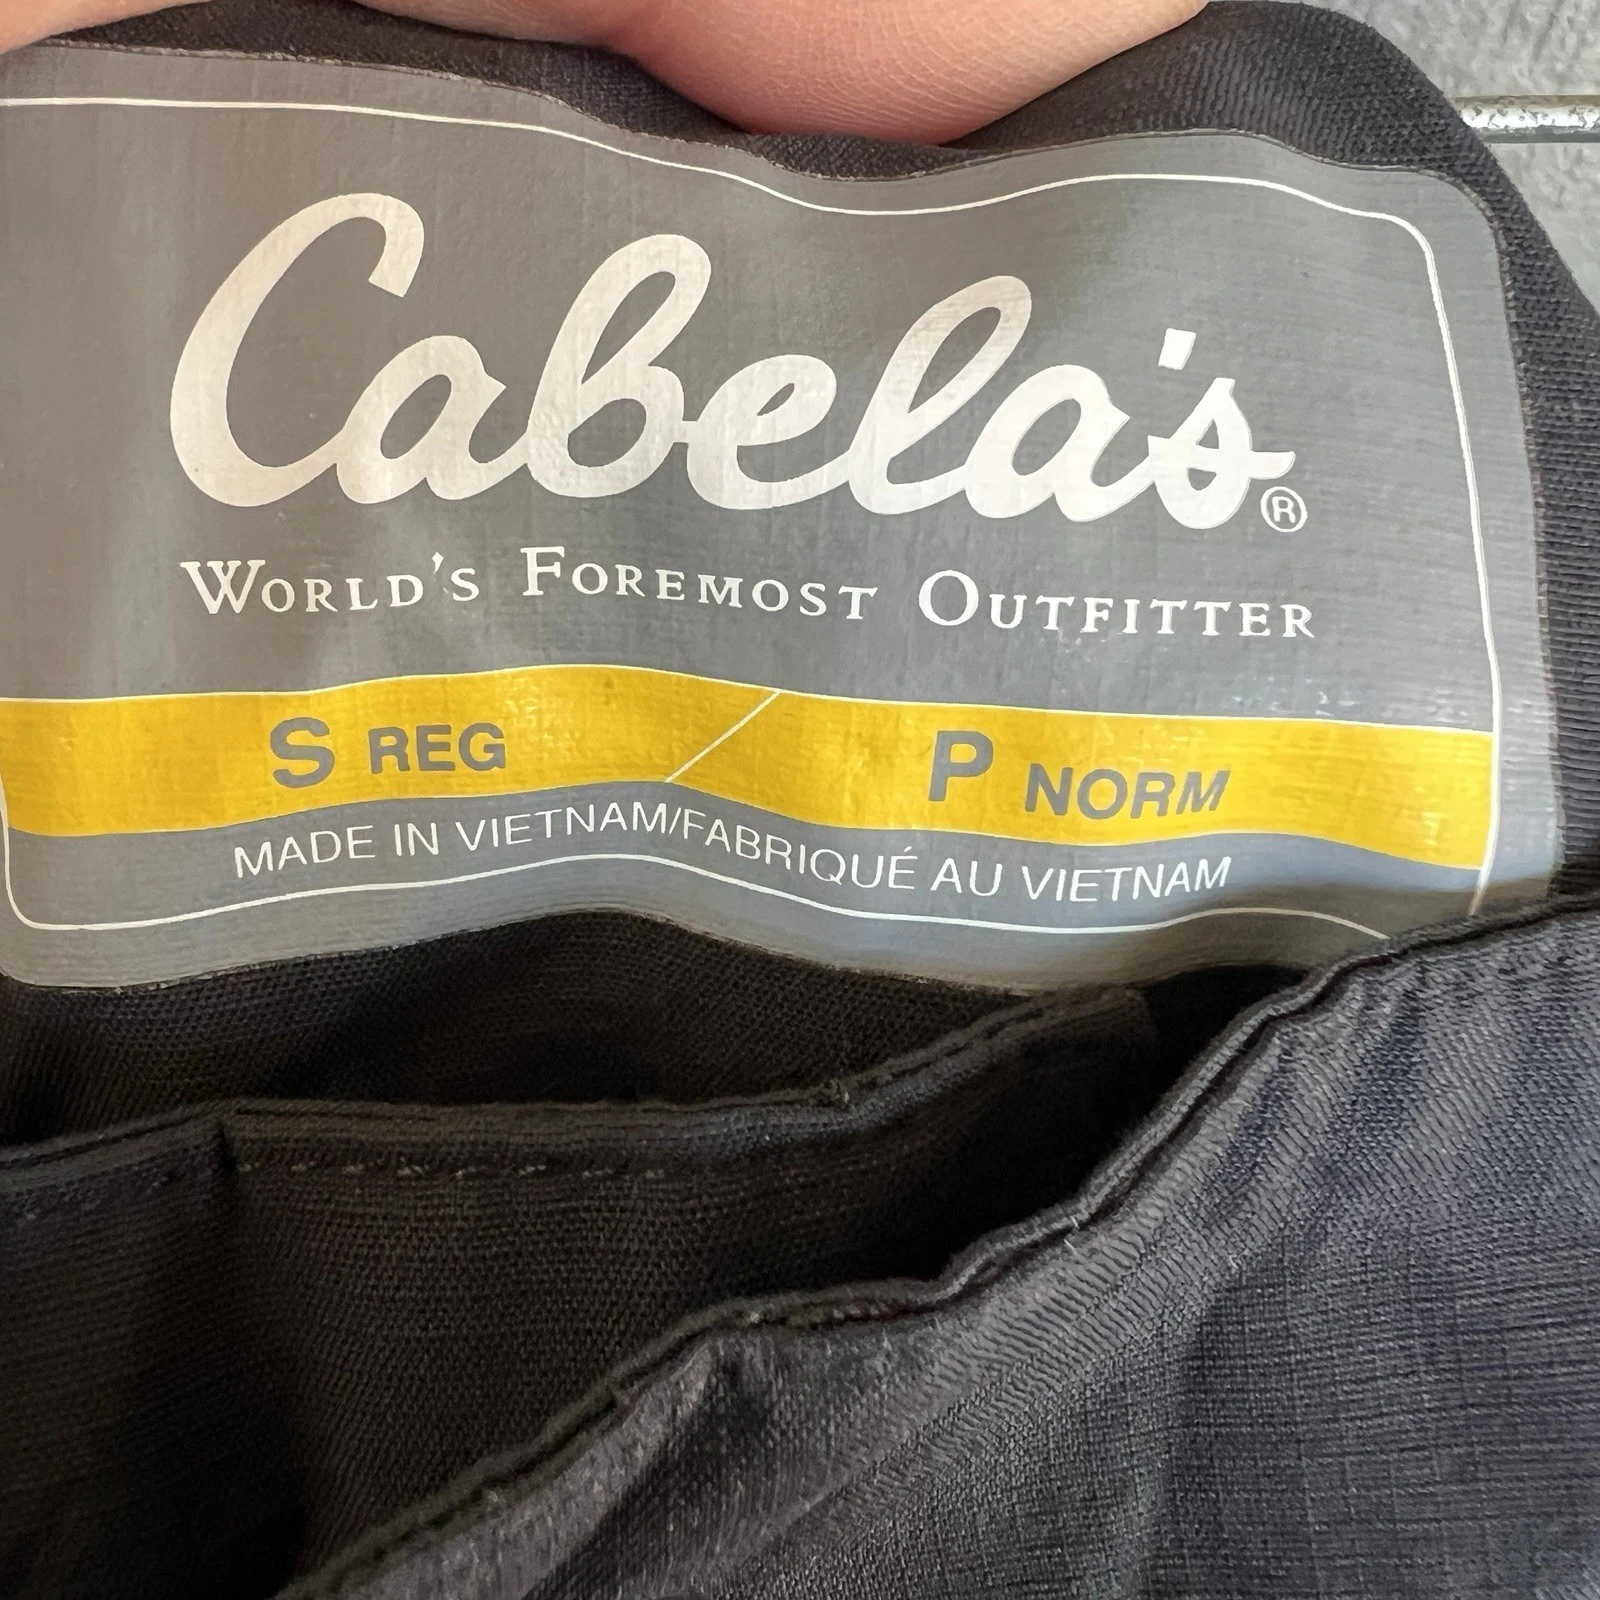 Cabela's®
WORLD'S FOREMOST OUTFITTER
S REG / P NORM
MADE IN VIETNAM/FABRIQUÉ AU VIETNAM